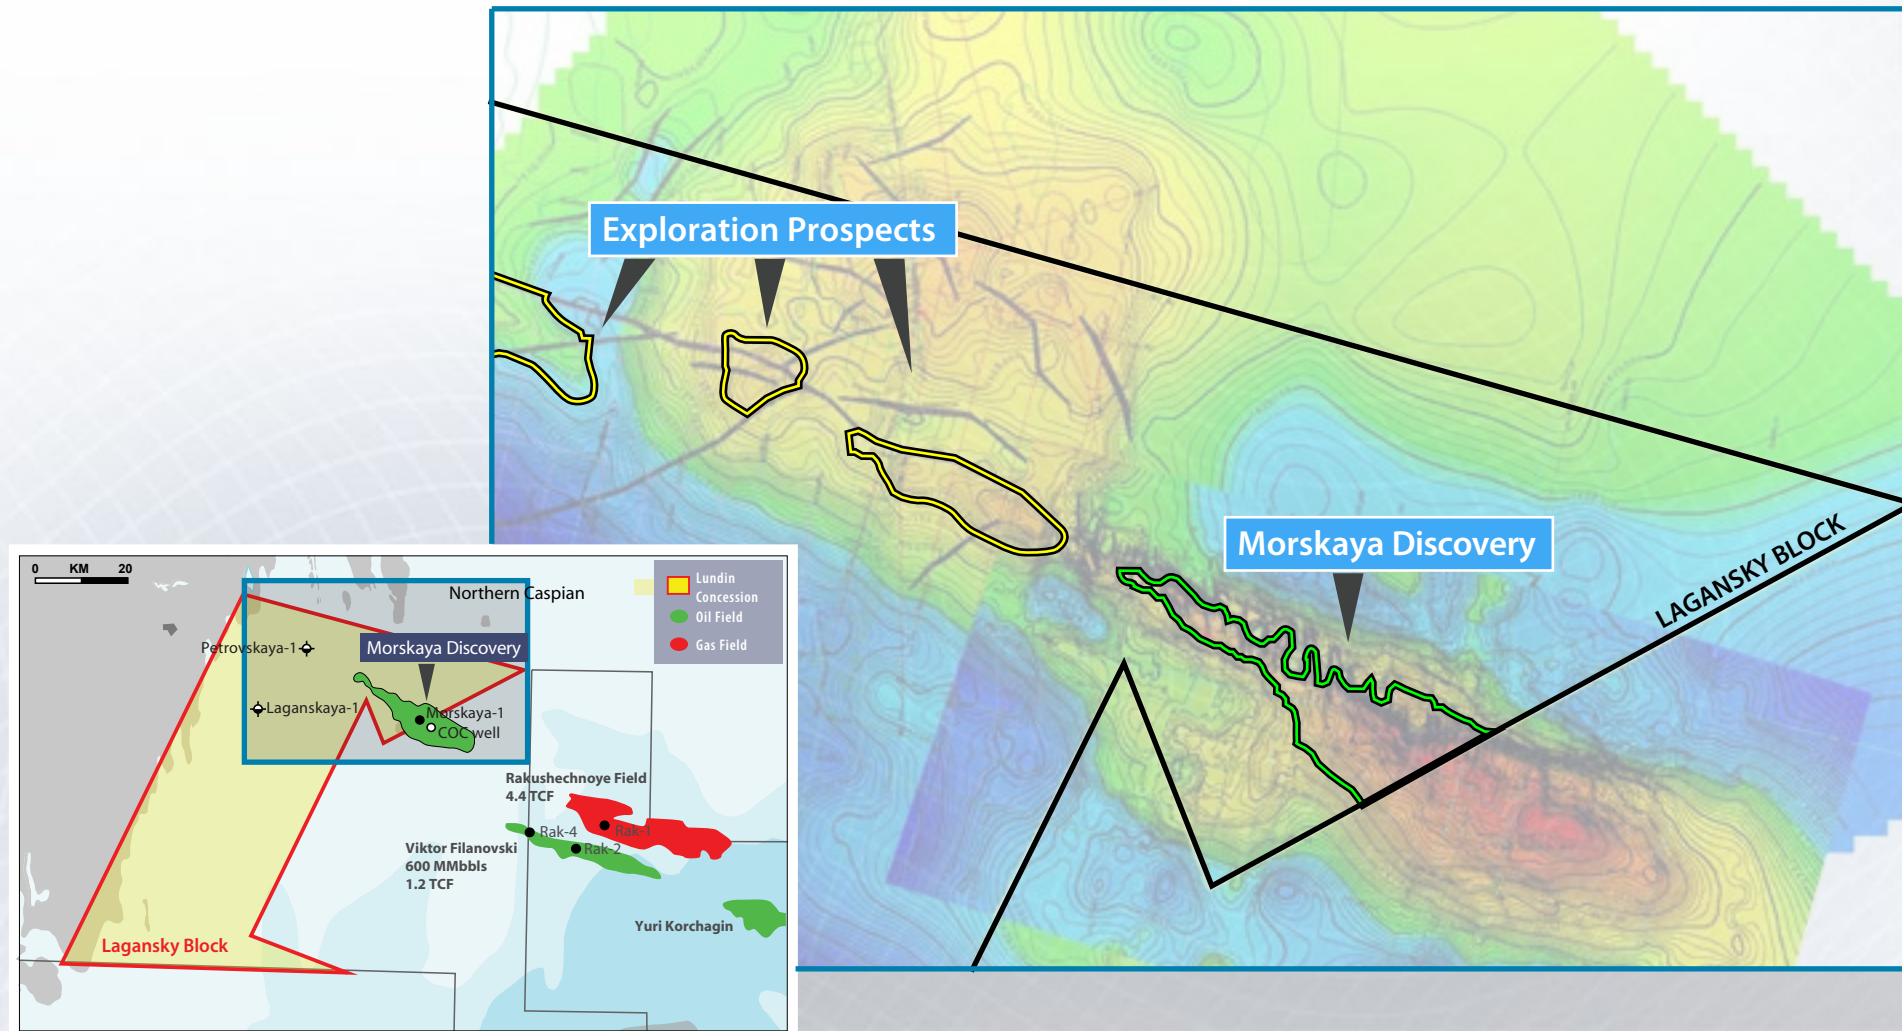 Exploration Prospects
Morskaya Discovery
LAGANSKY BLOCK
0 KM 20
Northern Caspian
Lundin
Concession
Oil Field
Gas Field
Petrovskaya-1
Morskaya Discovery
Laganskaya-1
Morskaya-1
COC well
Rakushechnoye Field
4.4 TCF
Rak-4
Rak-1
Rak-2
Viktor Filanovski
600 MMbbls
1.2 TCF
Yuri Korchagin
Lagansky Block